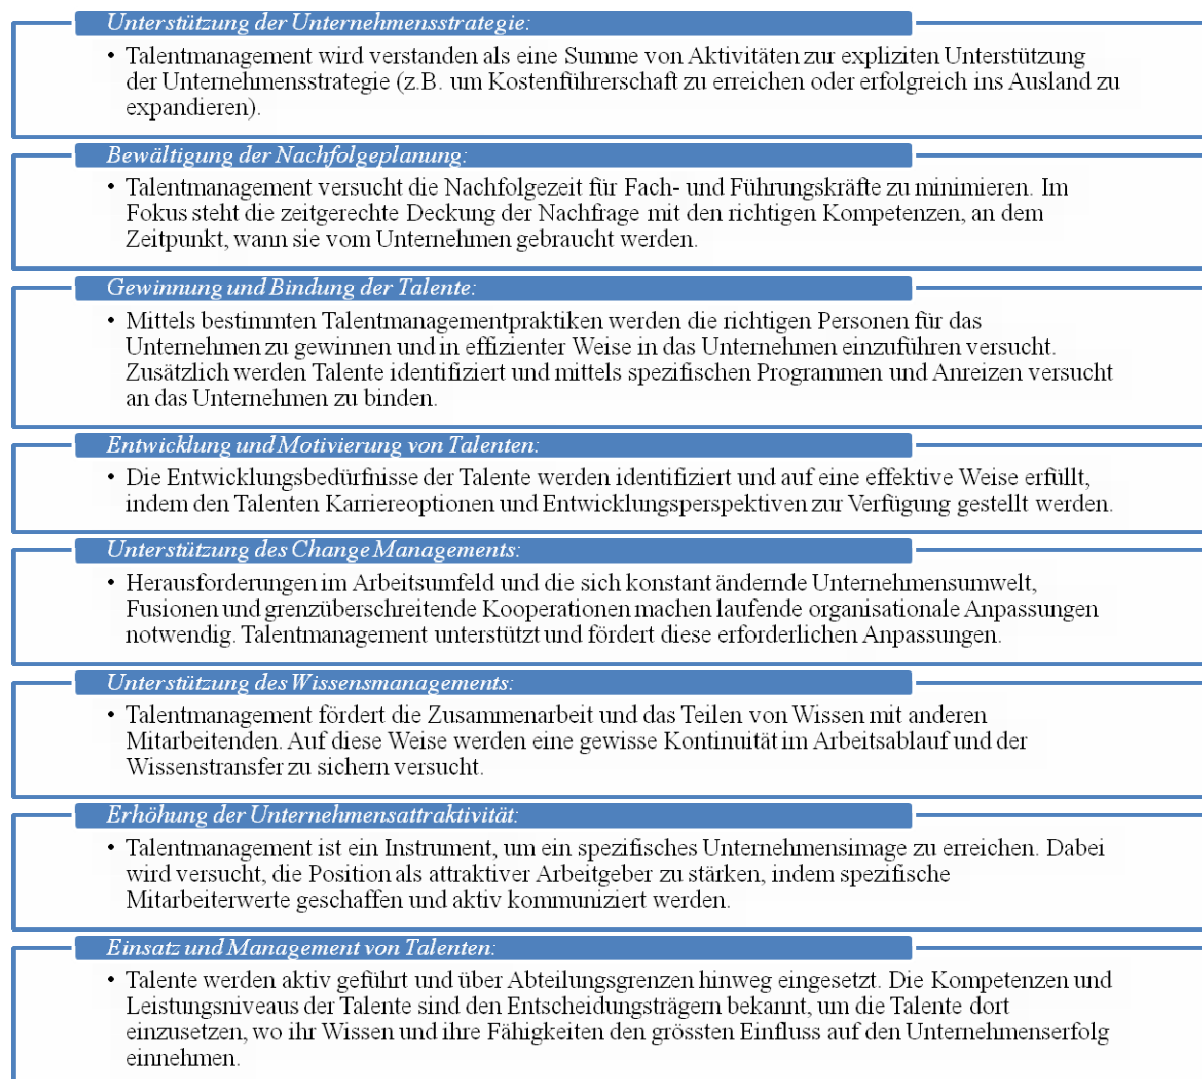 Unterstützung der Unternehmensstrategie:
• Talentmanagement wird verstanden als eine Summe von Aktivitäten zur expliziten Unterstützung
der Unternehmensstrategie (z.B. um Kostenführerschaft zu erreichen oder erfolgreich ins Ausland zu
expandieren).
Bewältigung der Nachfolgeplanung:
• Talentmanagement versucht die Nachfolgezeit für Fach- und Führungskräfte zu minimieren. Im
Fokus steht die zeitgerechte Deckung der Nachfrage mit den richtigen Kompetenzen, an dem
Zeitpunkt, wann sie vom Unternehmen gebraucht werden.
Gewinnung und Bindung der Talente:
• Mittels bestimmten Talentmanagementpraktiken werden die richtigen Personen für das
Unternehmen zu gewinnen und in effizienter Weise in das Unternehmen einzuführen versucht.
Zusätzlich werden Talente identifiziert und mittels spezifischen Programmen und Anreizen versucht
an das Unternehmen zu binden.
Entwicklung und Motivierung von Talenten:
• Die Entwicklungsbedürfnisse der Talente werden identifiziert und auf eine effektive Weise erfüllt,
indem den Talenten Karriereoptionen und Entwicklungsperspektiven zur Verfügung gestellt werden.
Unterstützung des Change Managements:
• Herausforderungen im Arbeitsumfeld und die sich konstant ändernde Unternehmensumwelt,
Fusionen und grenzüberschreitende Kooperationen machen laufende organisationale Anpassungen
notwendig. Talentmanagement unterstützt und fördert diese erforderlichen Anpassungen.
Unterstützung des Wissensmanagements:
• Talentmanagement fördert die Zusammenarbeit und das Teilen von Wissen mit anderen
Mitarbeitenden. Auf diese Weise werden eine gewisse Kontinuität im Arbeitsablauf und der
Wissenstransfer zu sichern versucht.
Erhöhung der Unternehmensattraktivität:
• Talentmanagement ist ein Instrument, um ein spezifisches Unternehmensimage zu erreichen. Dabei
wird versucht, die Position als attraktiver Arbeitgeber zu stärken, indem spezifische
Mitarbeiterwerte geschaffen und aktiv kommuniziert werden.
Einsatz und Management von Talenten:
• Talente werden aktiv geführt und über Abteilungsgrenzen hinweg eingesetzt. Die Kompetenzen und
Leistungsniveaus der Talente sind den Entscheidungsträgern bekannt, um die Talente dort
einzusetzen, wo ihr Wissen und ihre Fähigkeiten den grössten Einfluss auf den Unternehmenserfolg
einnehmen.